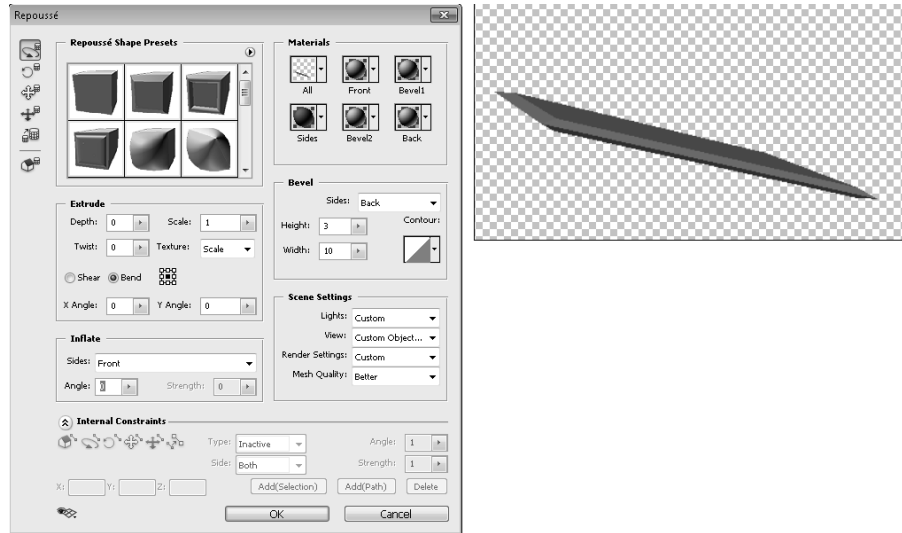 Repoussé
Repoussé Shape Presets
Materials
All
Front
Bevel1
Sides
Bevel2
Back
Bevel
Sides: Back
Height: 3
Contour:
Width: 10
Extrude
Depth: 0
Scale: 1
Twist: 0
Texture: Scale
Shear
Bend
X Angle: 0
Y Angle: 0
Scene Settings
Lights: Custom
View: Custom Object...
Render Settings: Custom
Mesh Quality: Better
Inflate
Sides: Front
Angle: 0
Strength: 0
Internal Constraints
Type: Inactive
Angle: 1
Side: Both
Strength: 1
X:
Y:
Z:
Add(Selection)
Add(Path)
Delete
OK
Cancel